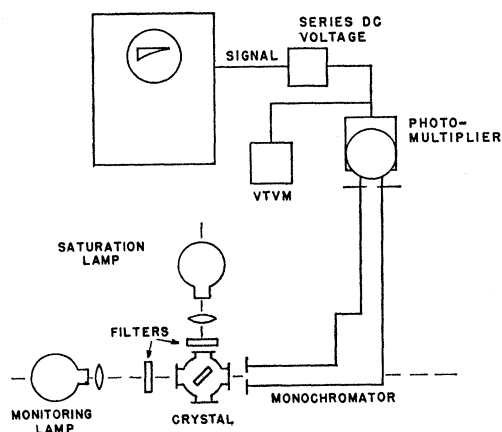 SERIES DC
VOLTAGE
SIGNAL
PHOTO-
MULTIPLIER
VTVM
SATURATION
LAMP
FILTERS
MONITORING
LAMP
CRYSTAL
MONOCHROMATOR